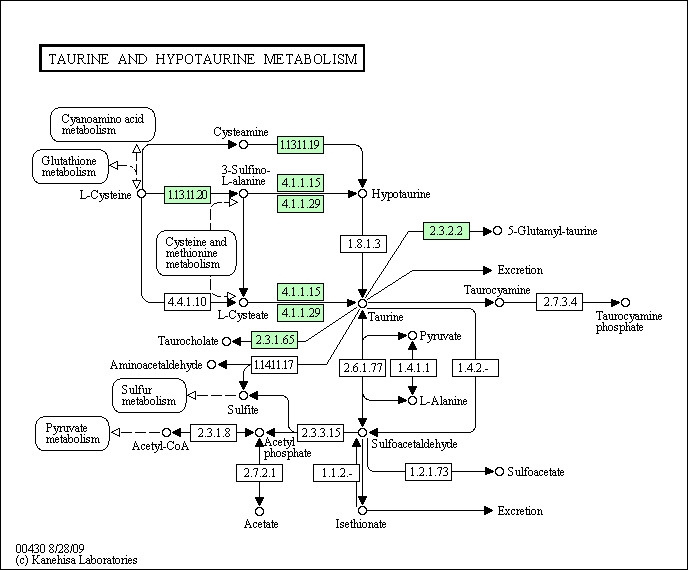 TAURINE AND HYPOTAURINE METABOLISM
Cyanoamino acid
metabolism
Glutathione
metabolism
Cysteamine
1.13.11.19
3-Sulfino-
L-alanine
4.1.1.15
4.1.1.29
L-Cysteine
1.13.11.20
Hypotaurine
Cysteine and
methionine
metabolism
1.8.1.3
2.3.2.2
5-Glutamyl-taurine
Excretion
4.4.1.10
L-Cysteate
4.1.1.15
4.1.1.29
Taurine
Taurocyamine
2.7.3.4
Taurocyamine
phosphate
Taurocholate
2.3.1.65
Pyruvate
Aminoacetaldehyde
1.14.11.17
2.6.1.77
1.4.1.1
1.4.2.-
Sulfur
metabolism
Sulfite
L-Alanine
Pyruvate
metabolism
Acetyl-CoA
2.3.1.8
Acetyl
phosphate
2.3.3.15
Sulfoacetaldehyde
2.7.2.1
1.1.2.-
1.2.1.73
Sulfoacetate
Acetate
Isethionate
Excretion
00430 8/28/09
(c) Kanehisa Laboratories